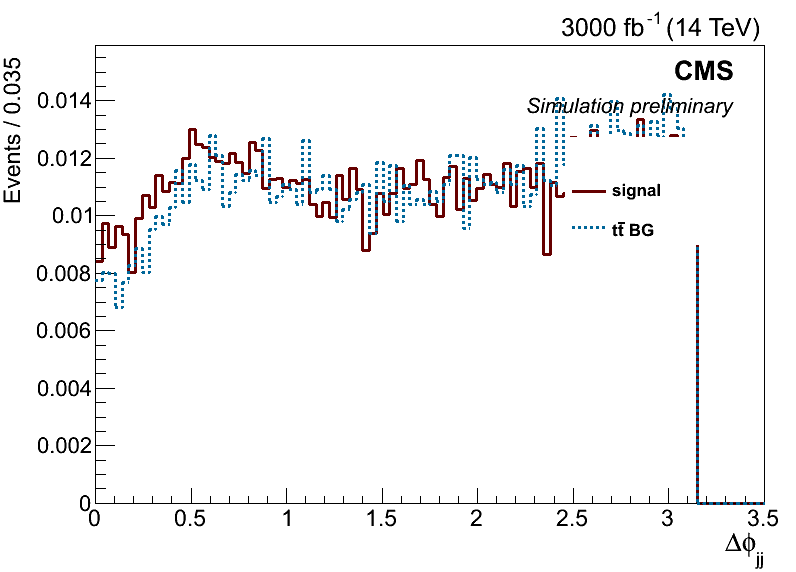 3000 fb⁻¹ (14 TeV)
CMS
Simulation preliminary
Events / 0.035
0.014
0.012
0.01
0.008
0.006
0.004
0.002
0
signal
tt̅ BG
0 0.5 1 1.5 2 2.5 3 3.5
Δϕjj